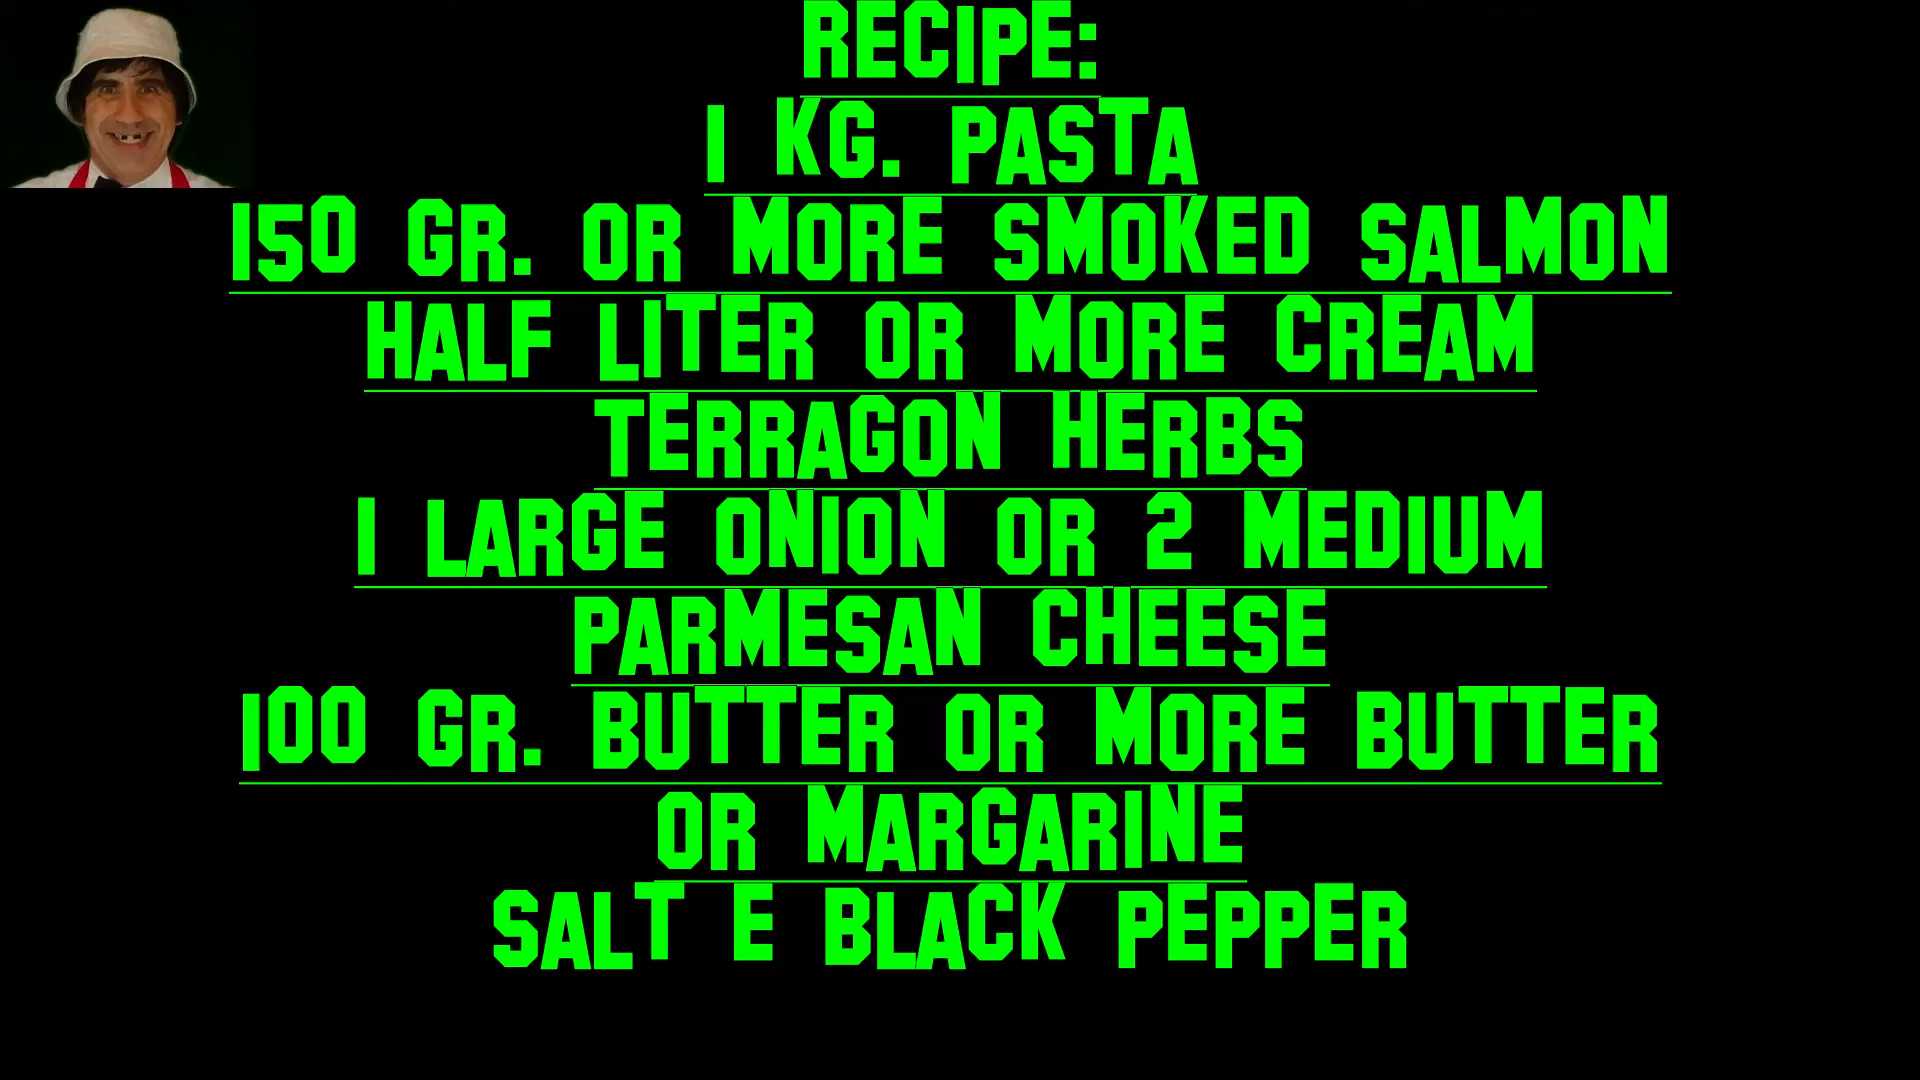 RECIPE:
1 KG. PASTA
150 GR. OR MORE SMOKED SALMON
HALF LITER OR MORE CREAM
TERRAGON HERBS
1 LARGE ONION OR 2 MEDIUM
PARMESAN CHEESE
100 GR. BUTTER OR MORE BUTTER
OR MARGARINE
SALT E BLACK PEPPER